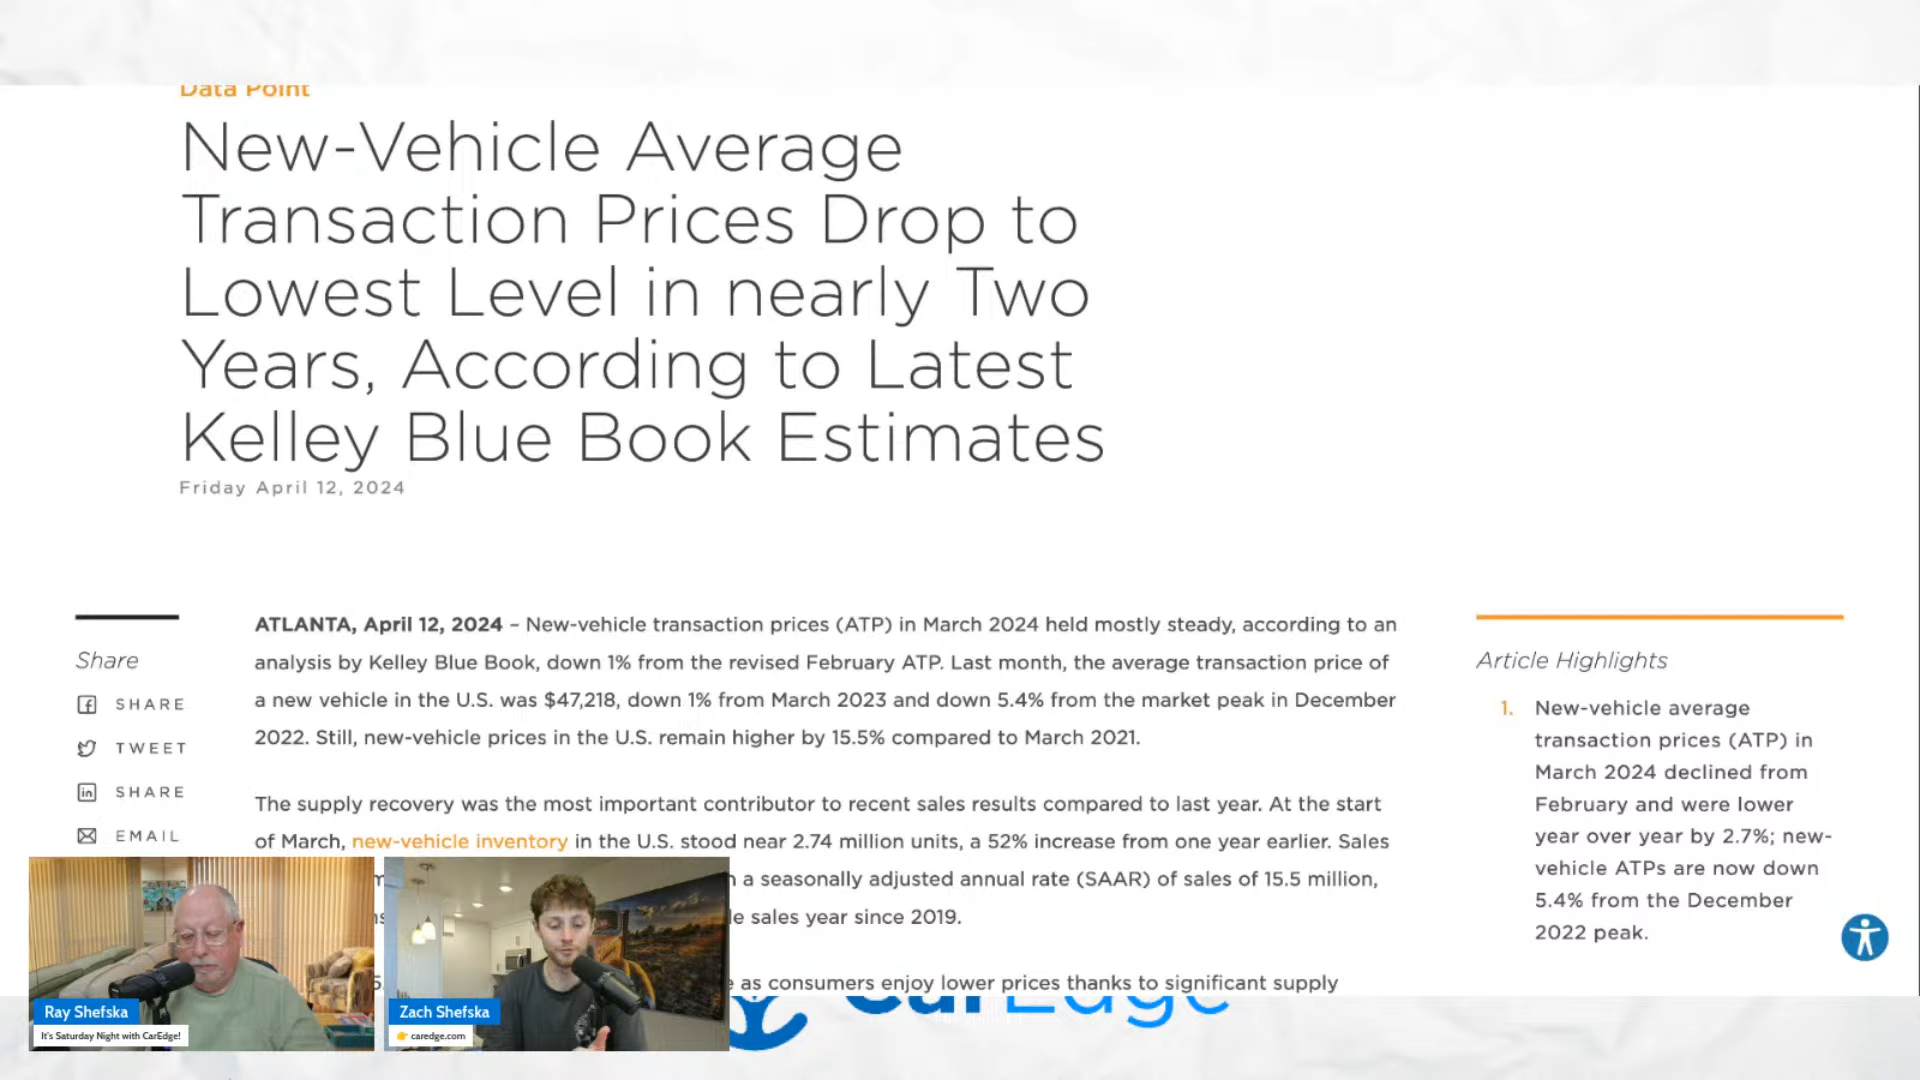 Data Point
New-Vehicle Average
Transaction Prices Drop to
Lowest Level in nearly Two
Years, According to Latest
Kelley Blue Book Estimates
Friday April 12, 2024
Share
SHARE
TWEET
SHARE
EMAIL
ATLANTA, April 12, 2024 – New-vehicle transaction prices (ATP) in March 2024 held mostly steady, according to an
analysis by Kelley Blue Book, down 1% from the revised February ATP. Last month, the average transaction price of
a new vehicle in the U.S. was $47,218, down 1% from March 2023 and down 5.4% from the market peak in December
2022. Still, new-vehicle prices in the U.S. remain higher by 15.5% compared to March 2021.
The supply recovery was the most important contributor to recent sales results compared to last year. At the start
of March, new-vehicle inventory in the U.S. stood near 2.74 million units, a 52% increase from one year earlier. Sales
a seasonally adjusted annual rate (SAAR) of sales of 15.5 million,
sales year since 2019.
as consumers enjoy lower prices thanks to significant supply
Article Highlights
1. New-vehicle average
transaction prices (ATP) in
March 2024 declined from
February and were lower
year over year by 2.7%; new-
vehicle ATPs are now down
5.4% from the December
2022 peak.
Ray Shefska
It's Saturday Night with CarEdge!
Zach Shefska
caredge.com
CarEdge